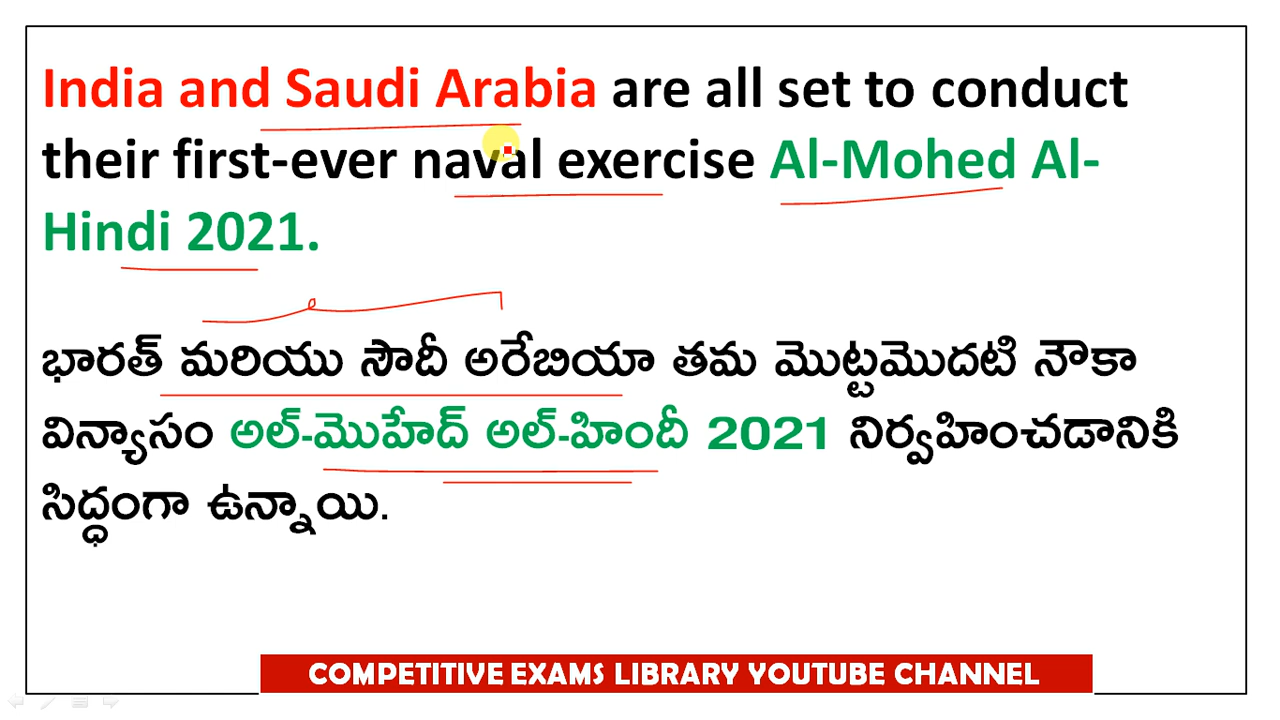 India and Saudi Arabia are all set to conduct
their first-ever naval exercise Al-Mohed Al-
Hindi 2021.
భారత్ మరియు సౌదీ అరేబియా తమ మొట్టమొదటి నౌకా
విన్యాసం అల్-మొహేద్ అల్-హిందీ 2021 నిర్వహించడానికి
సిద్ధంగా ఉన్నాయి.
COMPETITIVE EXAMS LIBRARY YOUTUBE CHANNEL